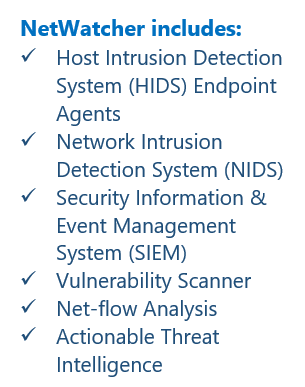 NetWatcher includes:
✓ Host Intrusion Detection
System (HIDS) Endpoint
Agents
✓ Network Intrusion
Detection System (NIDS)
✓ Security Information &
Event Management
System (SIEM)
✓ Vulnerability Scanner
✓ Net-flow Analysis
✓ Actionable Threat
Intelligence